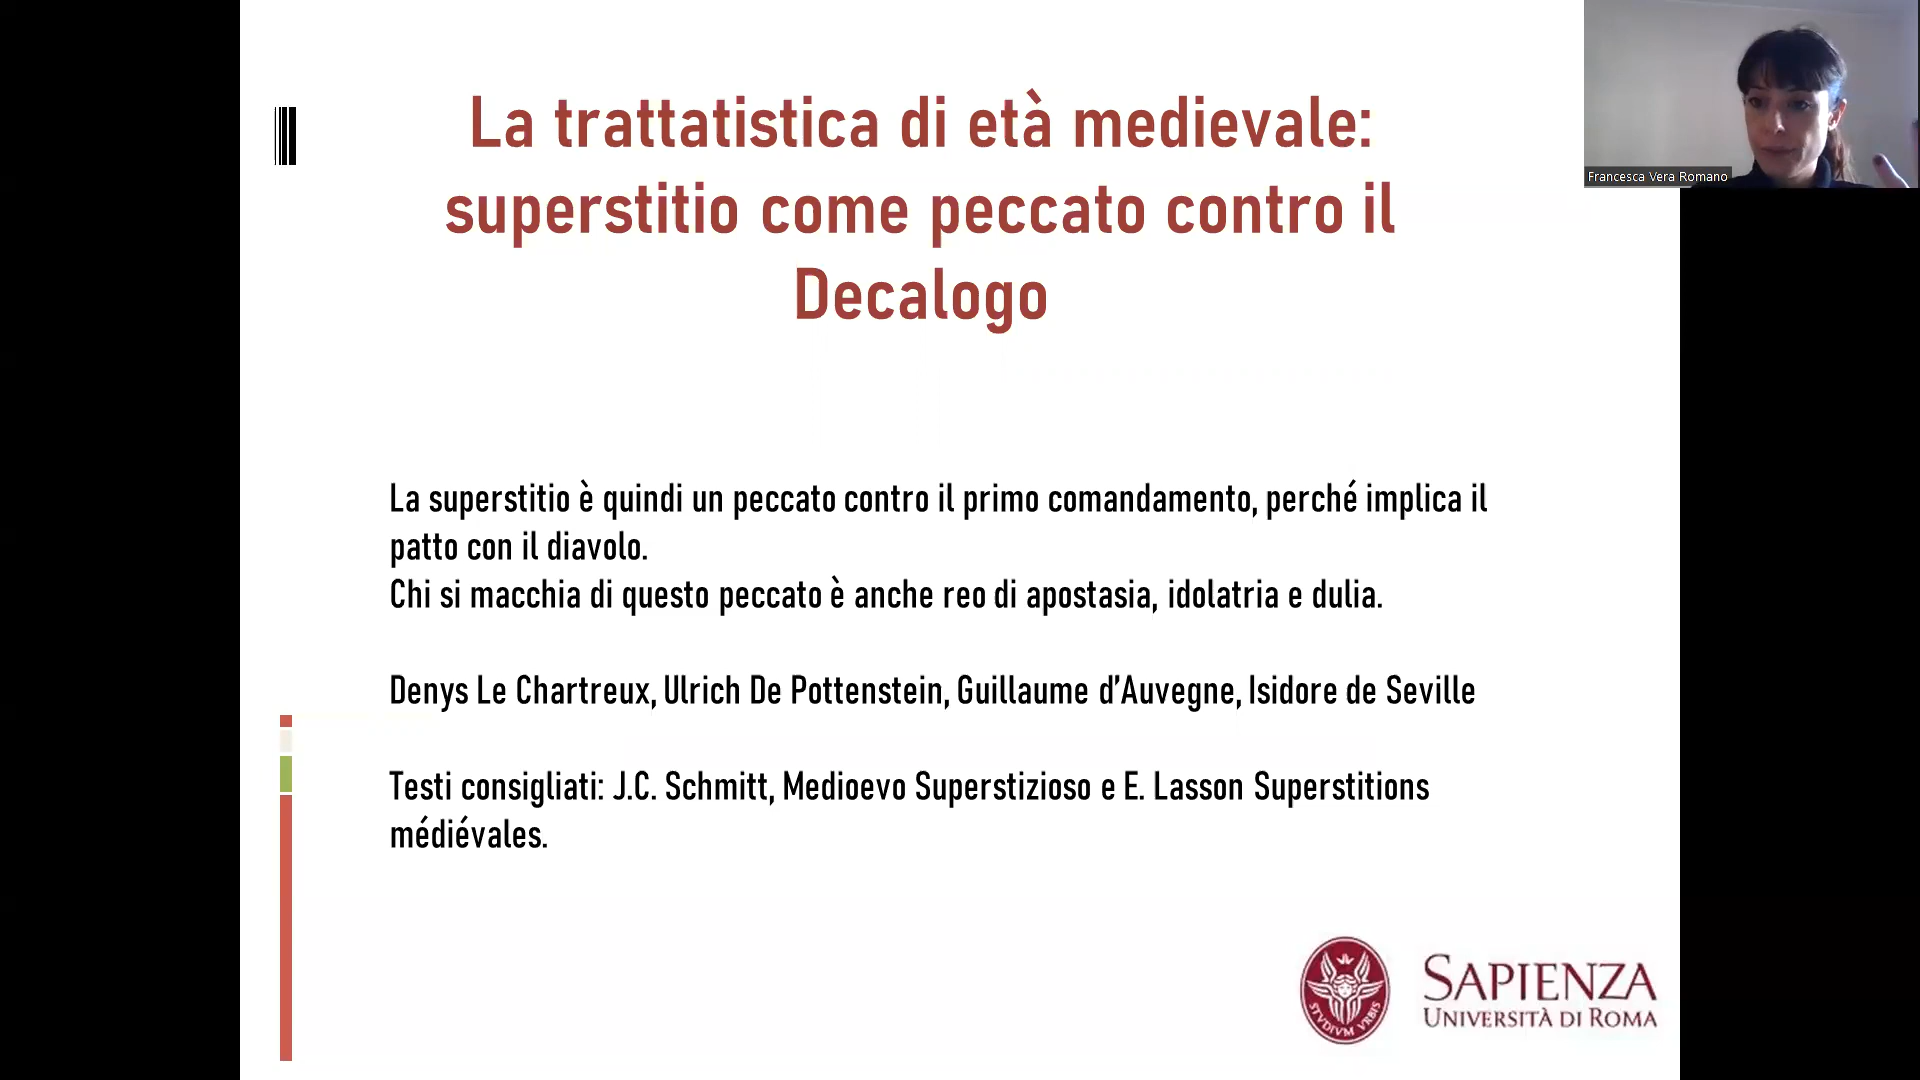 La trattatistica di età medievale:
superstitio come peccato contro il
Decalogo
Francesca Vera Romano
La superstitio è quindi un peccato contro il primo comandamento, perché implica il
patto con il diavolo.
Chi si macchia di questo peccato è anche reo di apostasia, idolatria e dulia.
Denys Le Chartreux, Ulrich De Pottenstein, Guillaume d’Auvegne, Isidore de Seville
Testi consigliati: J.C. Schmitt, Medioevo Superstizioso e E. Lasson Superstitions
médiévales.
STVDIVM VRBIS
SAPIENZA
UNIVERSITÀ DI ROMA